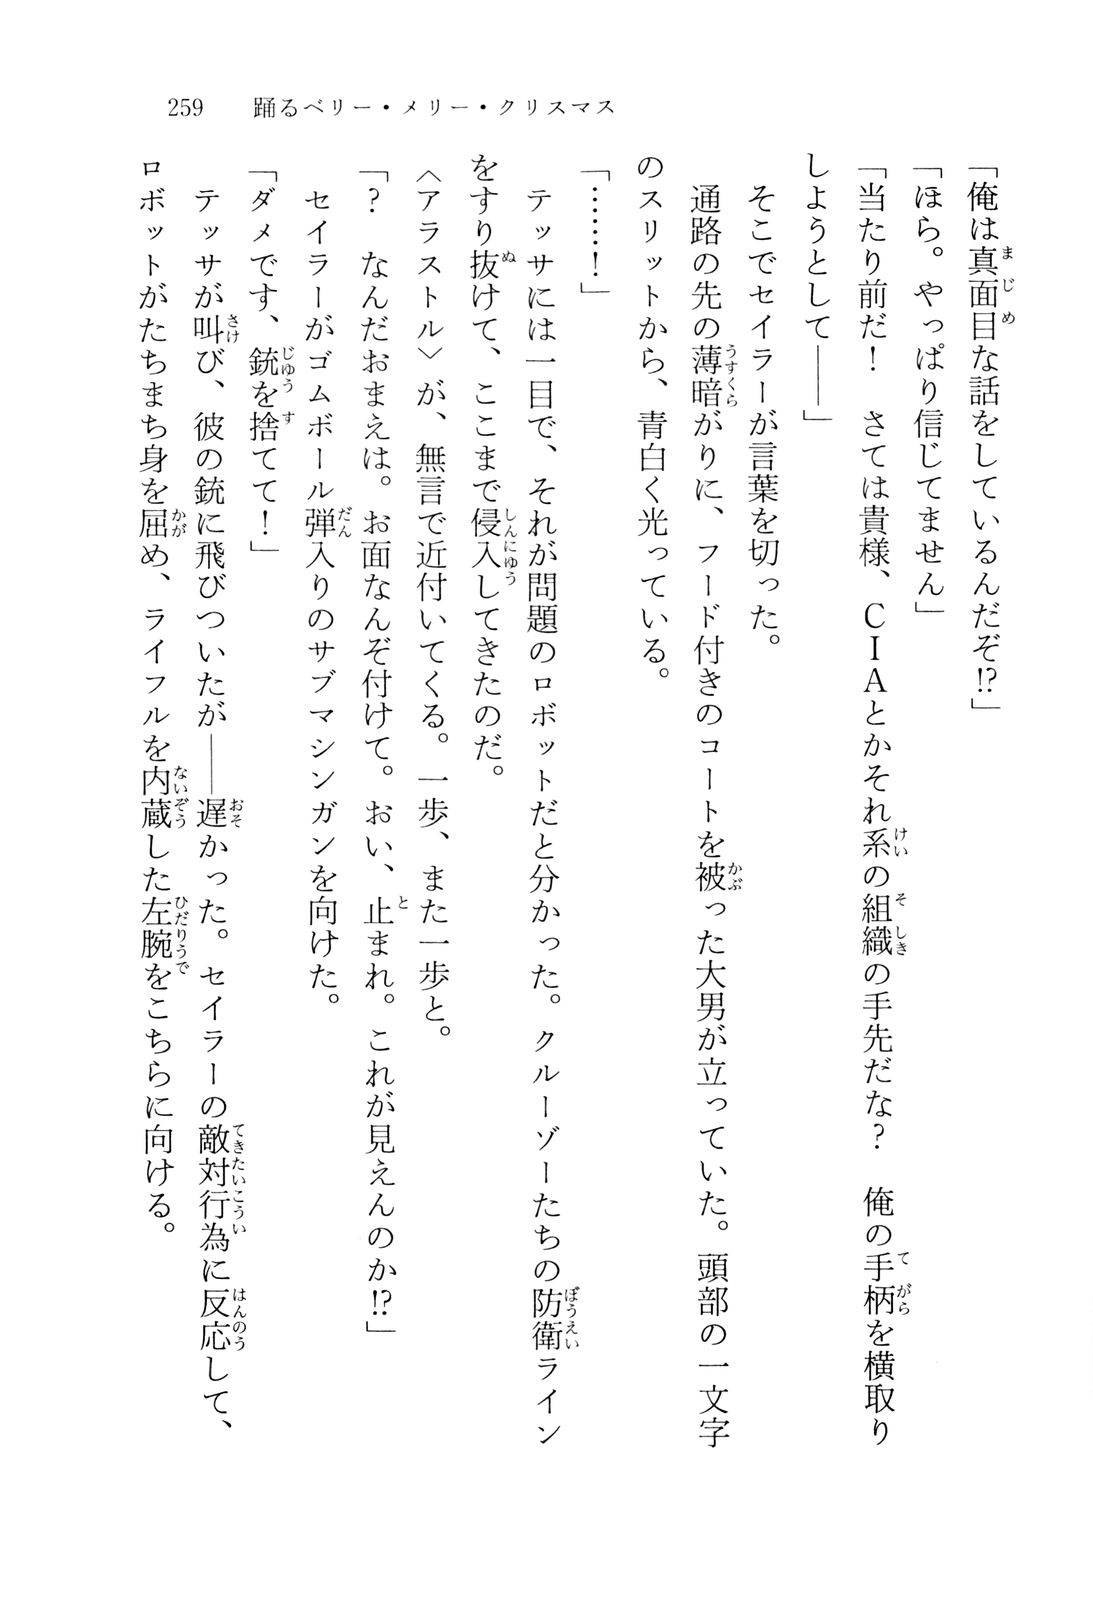 259　踊るベリー・メリー・クリスマス
「俺は真面目な話をしているんだぞ!?」
「ほら。やっぱり信じてません」
「当たり前だ！　さては貴様、ＣＩＡとかそれ系の組織の手先だな？　俺の手柄を横取り
しようとして――」
　そこでセイラーが言葉を切った。
　通路の先の薄暗がりに、フード付きのコートを被った大男が立っていた。頭部の一文字
のスリットから、青白く光っている。
「……！」
　テッサには一目で、それが問題のロボットだと分かった。クルーゾーたちの防衛ライン
をすり抜けて、ここまで侵入してきたのだ。
〈アラストル〉が、無言で近付いてくる。一歩、また一歩と。
「？　なんだおまえは。お面なんぞ付けて。おい、止まれ。これが見えんのか!?」
　セイラーがゴムボール弾入りのサブマシンガンを向けた。
「ダメです、銃を捨てて！」
　テッサが叫び、彼の銃に飛びついたが――遅かった。セイラーの敵対行為に反応して、
ロボットがたちまち身を屈め、ライフルを内蔵した左腕をこちらに向ける。